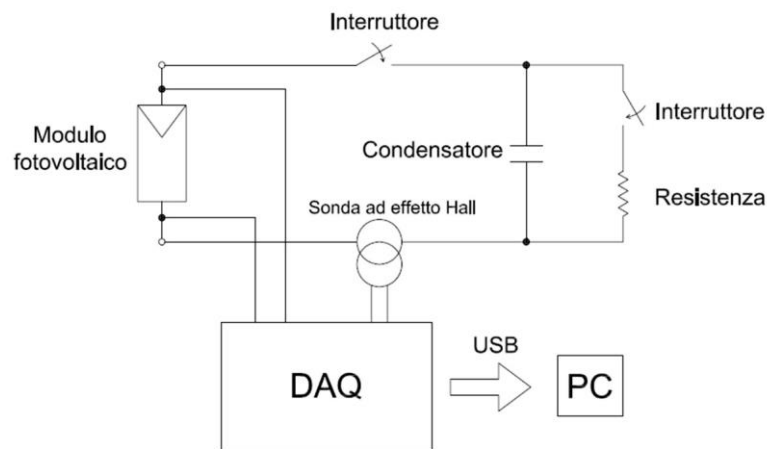 Interruttore
Modulo
fotovoltaico
Condensatore
Interruttore
Sonda ad effetto Hall
Resistenza
DAQ
USB
PC